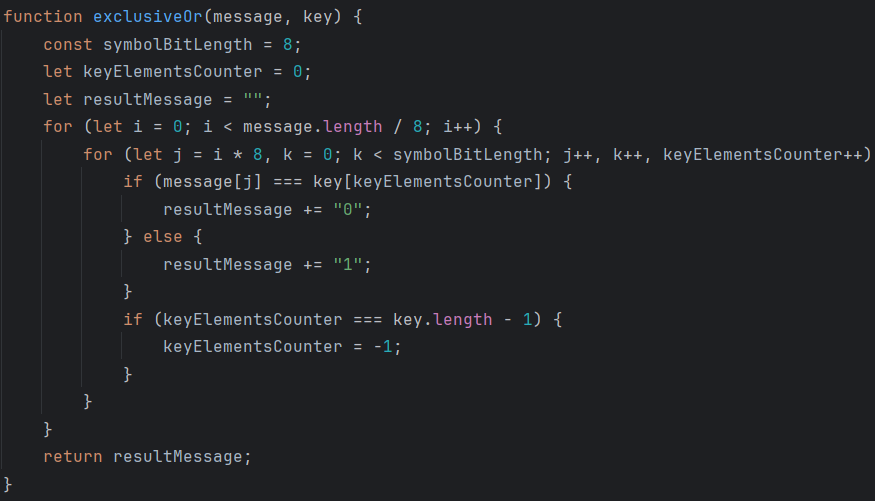 function exclusiveOr(message, key) {
    const symbolBitLength = 8;
    let keyElementsCounter = 0;
    let resultMessage = "";
    for (let i = 0; i < message.length / 8; i++) {
        for (let j = i * 8, k = 0; k < symbolBitLength; j++, k++, keyElementsCounter++)
            if (message[j] === key[keyElementsCounter]) {
                resultMessage += "0";
            } else {
                resultMessage += "1";
            }
            if (keyElementsCounter === key.length - 1) {
                keyElementsCounter = -1;
            }
        }
    }
    return resultMessage;
}